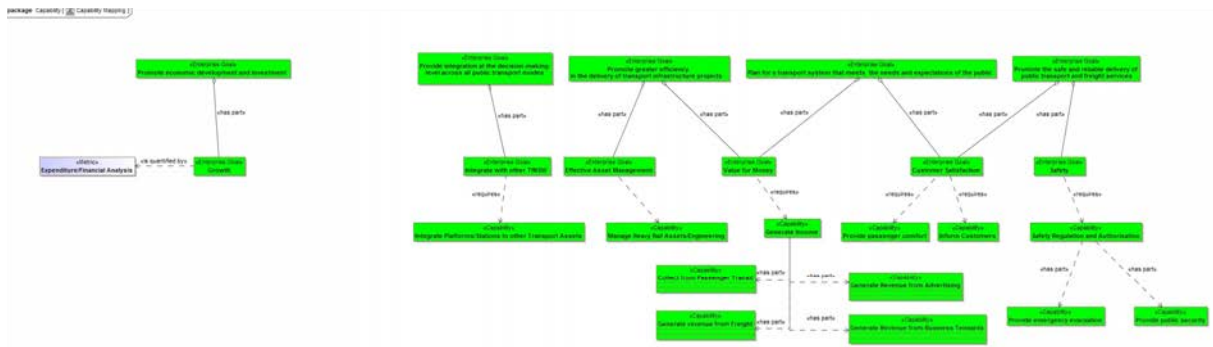 package Capability [ Capability Mapping ]
«Enterprise Goal»
Promote economic development and investment
«Enterprise Goal»
Provide integration at the decision making
level across all public transport modes
«Enterprise Goal»
Promote greater efficiency
in the delivery of transport infrastructure projects
«Enterprise Goal»
Plan for a transport system that meets the needs and expectations of the public
«Enterprise Goal»
Promote the safe and reliable delivery of
public transport and freight services
«has part»
«has part»
«has part»
«has part»
«has part»
«has part»
«has part»
«has part»
«Metric»
Expenditure/Financial Analysis
«is quantified by»
«Enterprise Goal»
Growth
«Enterprise Goal»
Integrate with other
«Enterprise Goal»
Effective Asset Management
«Enterprise Goal»
Value for Money
«Enterprise Goal»
Customer Satisfaction
«Enterprise Goal»
Safety
«requires»
«requires»
«requires»
«requires»
«requires»
«requires»
«Capability»
Integrate Platforms/Stations to other Transport Assets
«Capability»
Manage Heavy Rail Assets/Engineering
«Capability»
Generate Income
«Capability»
Provide passenger comfort
«Capability»
Inform Customers
«Capability»
Safety Regulation and Authorisation
«Capability»
Collect from Passenger Transit
«has part»
«has part»
«Capability»
Generate Revenue from Advertising
«has part»
«has part»
«Capability»
Generate revenue from Freight
«has part»
«has part»
«Capability»
Generate Revenue from Business Tennants
«Capability»
Provide emergency evacuation
«Capability»
Provide public security